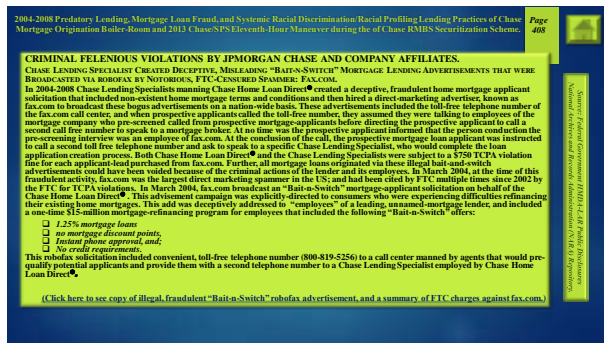 2004-2008 Predatory Lending, Mortgage Loan Fraud, and Systemic Racial Discrimination/Racial Profiling Lending Practices of Chase
Mortgage Origination Boiler-Room and 2013 Chase/SPS Eleventh-Hour Maneuver during the of Chase RMBS Securitization Scheme.
Page
408
CRIMINAL FELENIOUS VIOLATIONS BY JPMORGAN CHASE AND COMPANY AFFILICATES.
CHASE LENDING SPECIALIST CREATED DECEPTIVE, MISLEADING “BAIT-N-SWITCH” MORTGAGE LENDING ADVERTISEMENTS THAT WERE
BROADCASTED VIA ROBOFAX BY NOTORIOUS, FTC-CENSURED SPAMMER: FAX.COM.
In 2004-2008 Chase Lending Specialists manning Chase Home Loan Direct created a deceptive, fraudulent home mortgage applicant
solicitation that included non-existent home mortgage terms and conditions and then hired a direct-marketing advertiser, known as
fax.com to broadcast these bogus advertisements on a nation-wide basis. These advertisements included the toll-free telephone number of
the fax.com call center, and when prospective applicants called the toll-free number, they assumed they were talking to employees of the
mortgage company who pre-screened called from prospective mortgage-applicants before directing the prospective applicant to call a
second call free number to speak to a mortgage broker. At no time was the prospective applicant informed that the person conduction the
pre-screening interview was an employee of fax.com. At the conclusion of the call, the prospective mortgage loan applicant was instructed
to call a second toll free telephone number and ask to speak to a specific Chase Lending Specialist, who would complete the loan
application creation process. Both Chase Home Loan Direct and the Chase Lending Specialists were subject to a $750 TCPA violation
fine for each applicant-lead purchased from fax.com. Further, all mortgage loans originated via these illegal bait-and-switch
advertisements could have been voided because of the criminal actions of the lender and its employees. In March 2004, at the time of this
fraudulent activity, fax.com was the largest direct marketing spammer in the US; and had been cited by FTC multiple times since 2002 by
the FTC for TCPA violations. In March 2004, fax.com broadcast an “Bait-n-Switch” mortgage-applicant solicitation on behalf of the
Chase Home Loan Direct. This advisement campaign was explicitly-directed to consumers who were experiencing difficulties refinancing
their existing home mortgages. This add was deceptively addressed to “employees” of a leading, unnamed-mortgage lender, and included
a one-time $15-million mortgage-refinancing program for employees that included the following “Bait-n-Switch” offers:
1.25% mortgage loans
no mortgage discount points,
Instant phone approval, and;
No credit requirements.
This robofax solicitation included convenient, toll-free telephone number (800-819-5256) to a call center manned by agents that would pre-
qualify potential applicants and provide them with a second telephone number to a Chase Lending Specialist employed by Chase Home
Loan Direct.
(Click here to see copy of illegal, fraudulent “Bait-n-Switch” robofax advertisement, and a summary of FTC charges against fax.com.)
Source: Federal Government HMDA-LAR Public Disclosures
National Archives and Records Administration (NARA) Repository.